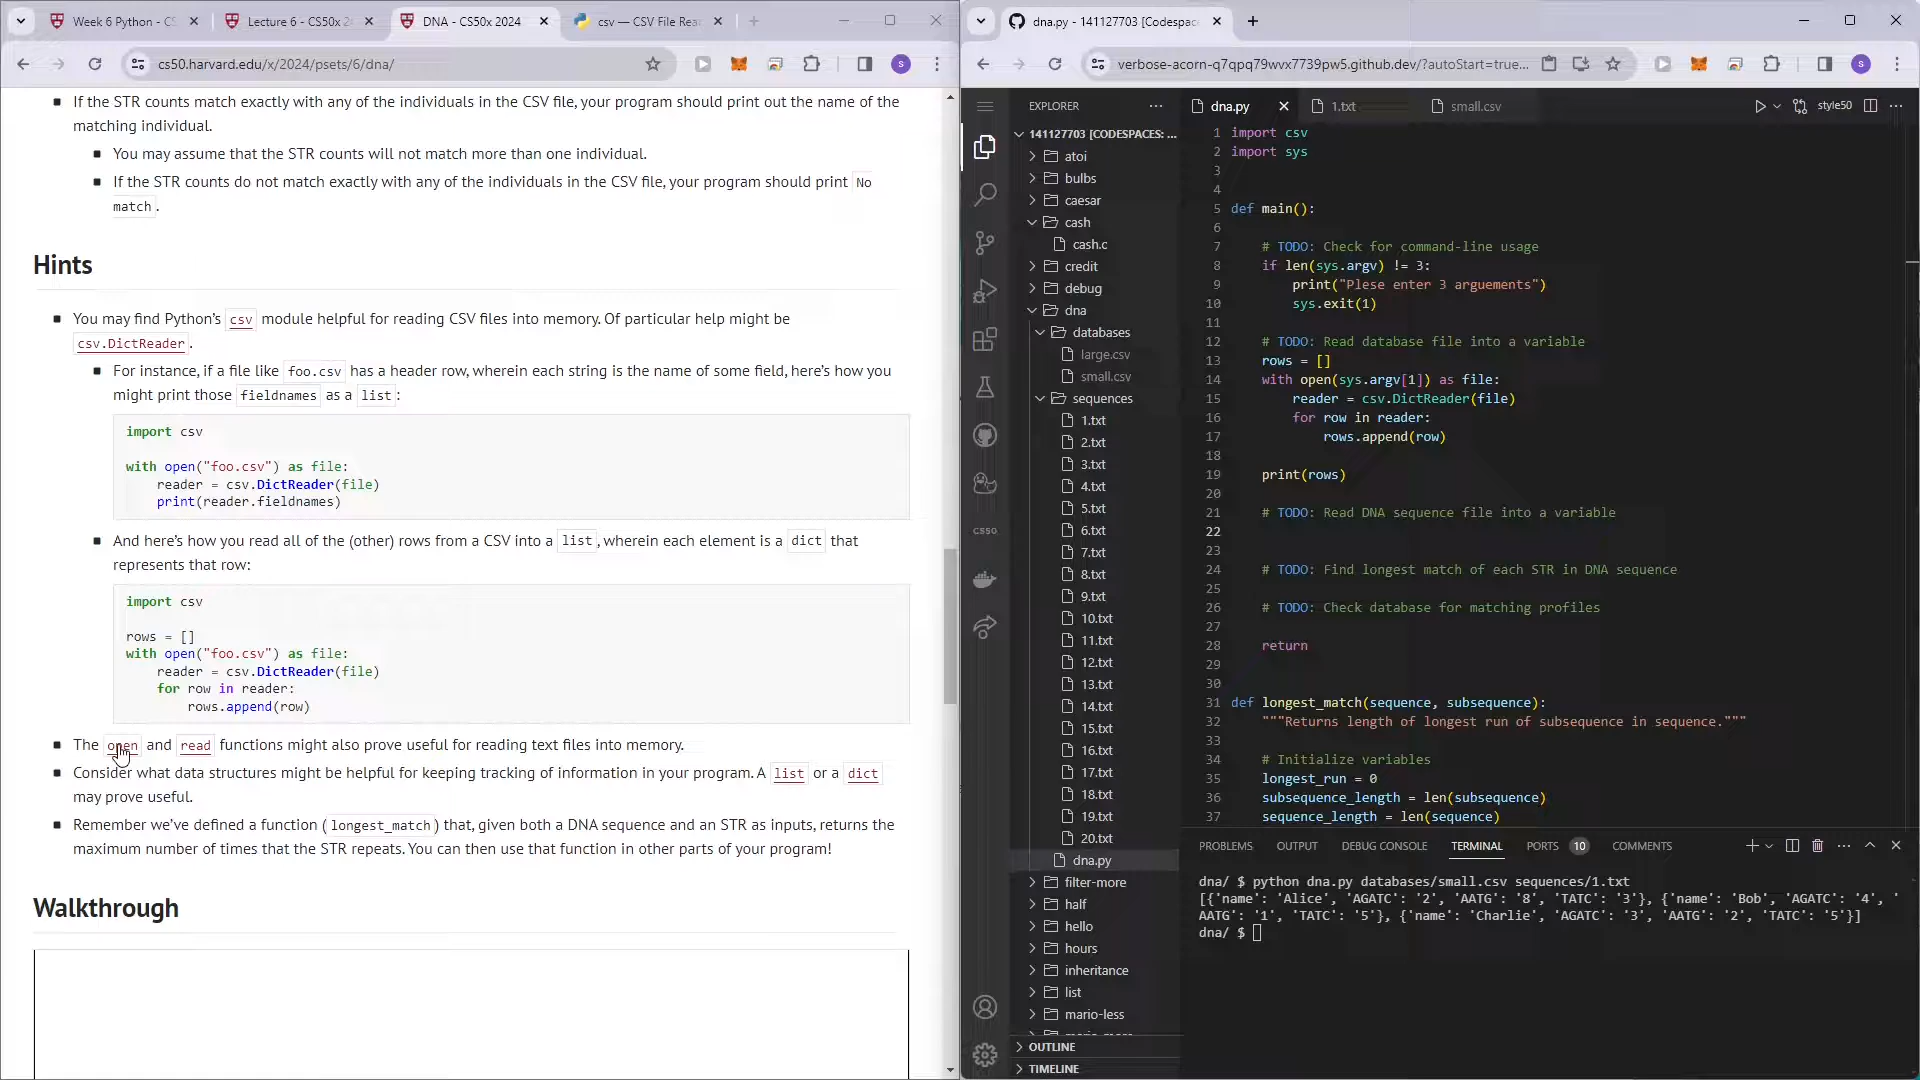 Week 6 Python - CS
Lecture 6 - CS50x 2
DNA - CS50x 2024
csv — CSV File Rea
cs50.harvard.edu/x/2024/psets/6/dna/
S
If the STR counts match exactly with any of the individuals in the CSV file, your program should print out the name of the
matching individual.
You may assume that the STR counts will not match more than one individual.
If the STR counts do not match exactly with any of the individuals in the CSV file, your program should print No
match .
Hints
You may find Python’s csv module helpful for reading CSV files into memory. Of particular help might be
csv.DictReader .
For instance, if a file like foo.csv has a header row, wherein each string is the name of some field, here’s how you
might print those fieldnames as a list :
import csv
with open("foo.csv") as file:
reader = csv.DictReader(file)
print(reader.fieldnames)
And here’s how you read all of the (other) rows from a CSV into a list , wherein each element is a dict that
represents that row:
import csv
rows = []
with open("foo.csv") as file:
reader = csv.DictReader(file)
for row in reader:
rows.append(row)
The open and read functions might also prove useful for reading text files into memory.
Consider what data structures might be helpful for keeping tracking of information in your program. A list or a dict
may prove useful.
Remember we’ve defined a function ( longest_match ) that, given both a DNA sequence and an STR as inputs, returns the
maximum number of times that the STR repeats. You can then use that function in other parts of your program!
Walkthrough
dna.py - 141127703 [Codespac
verbose-acorn-q7qpq79wvx7739pw5.github.dev/?autoStart=true...
S
EXPLORER
141127703 [CODESPACES: ...
atoi
bulbs
caesar
cash
cash.c
credit
debug
dna
databases
large.csv
small.csv
sequences
1.txt
2.txt
3.txt
4.txt
5.txt
6.txt
7.txt
8.txt
9.txt
10.txt
11.txt
12.txt
13.txt
14.txt
15.txt
16.txt
17.txt
18.txt
19.txt
20.txt
dna.py
filter-more
half
hello
hours
inheritance
list
mario-less
OUTLINE
TIMELINE
CS50
dna.py
1.txt
small.csv
style50
1 import csv
2 import sys
3
4
5 def main():
6
7 # TODO: Check for command-line usage
8 if len(sys.argv) != 3:
9 print("Plese enter 3 arguements")
10 sys.exit(1)
11
12 # TODO: Read database file into a variable
13 rows = []
14 with open(sys.argv[1]) as file:
15 reader = csv.DictReader(file)
16 for row in reader:
17 rows.append(row)
18
19 print(rows)
20
21 # TODO: Read DNA sequence file into a variable
22
23
24 # TODO: Find longest match of each STR in DNA sequence
25
26 # TODO: Check database for matching profiles
27
28 return
29
30
31 def longest_match(sequence, subsequence):
32 """Returns length of longest run of subsequence in sequence."""
33
34 # Initialize variables
35 longest_run = 0
36 subsequence_length = len(subsequence)
37 sequence_length = len(sequence)
PROBLEMS OUTPUT DEBUG CONSOLE TERMINAL PORTS 10 COMMENTS
dna/ $ python dna.py databases/small.csv sequences/1.txt
[{'name': 'Alice', 'AGATC': '2', 'AATG': '8', 'TATC': '3'}, {'name': 'Bob', 'AGATC': '4', '
AATG': '1', 'TATC': '5'}, {'name': 'Charlie', 'AGATC': '3', 'AATG': '2', 'TATC': '5'}]
dna/ $